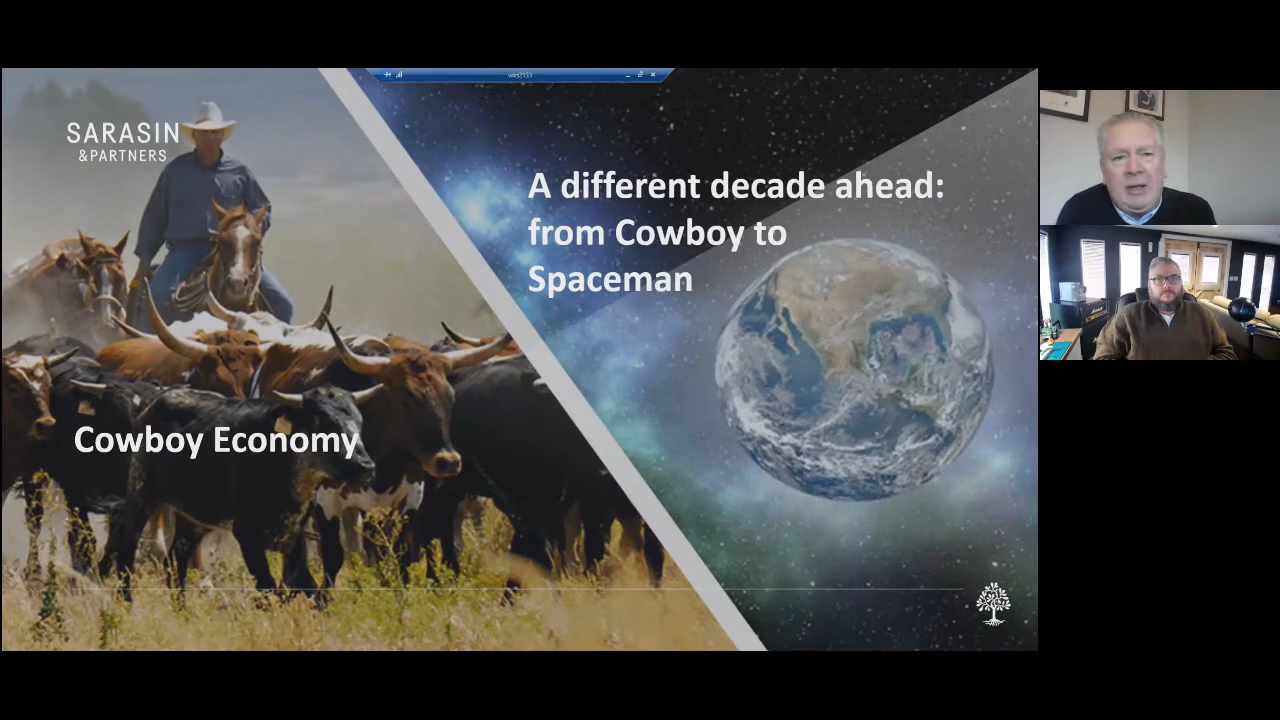 SARASIN
&PARTNERS
A different decade ahead:
from Cowboy to
Spaceman
Cowboy Economy